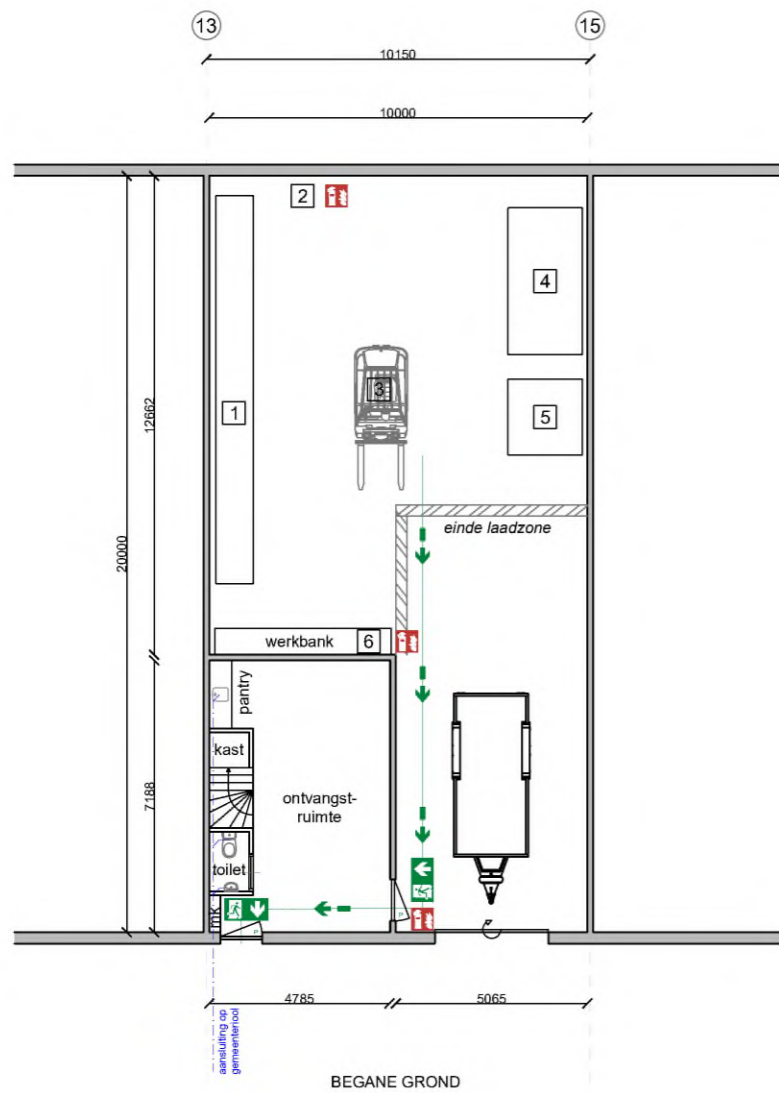 13
15
10150
10000
2
4
3
1
5
12662
20000
einde laadzone
werkbank
6
pantry
kast
ontvangst-
ruimte
7188
toilet
mk
4785
5065
aansluiting op
gemeenteriool
BEGANE GROND